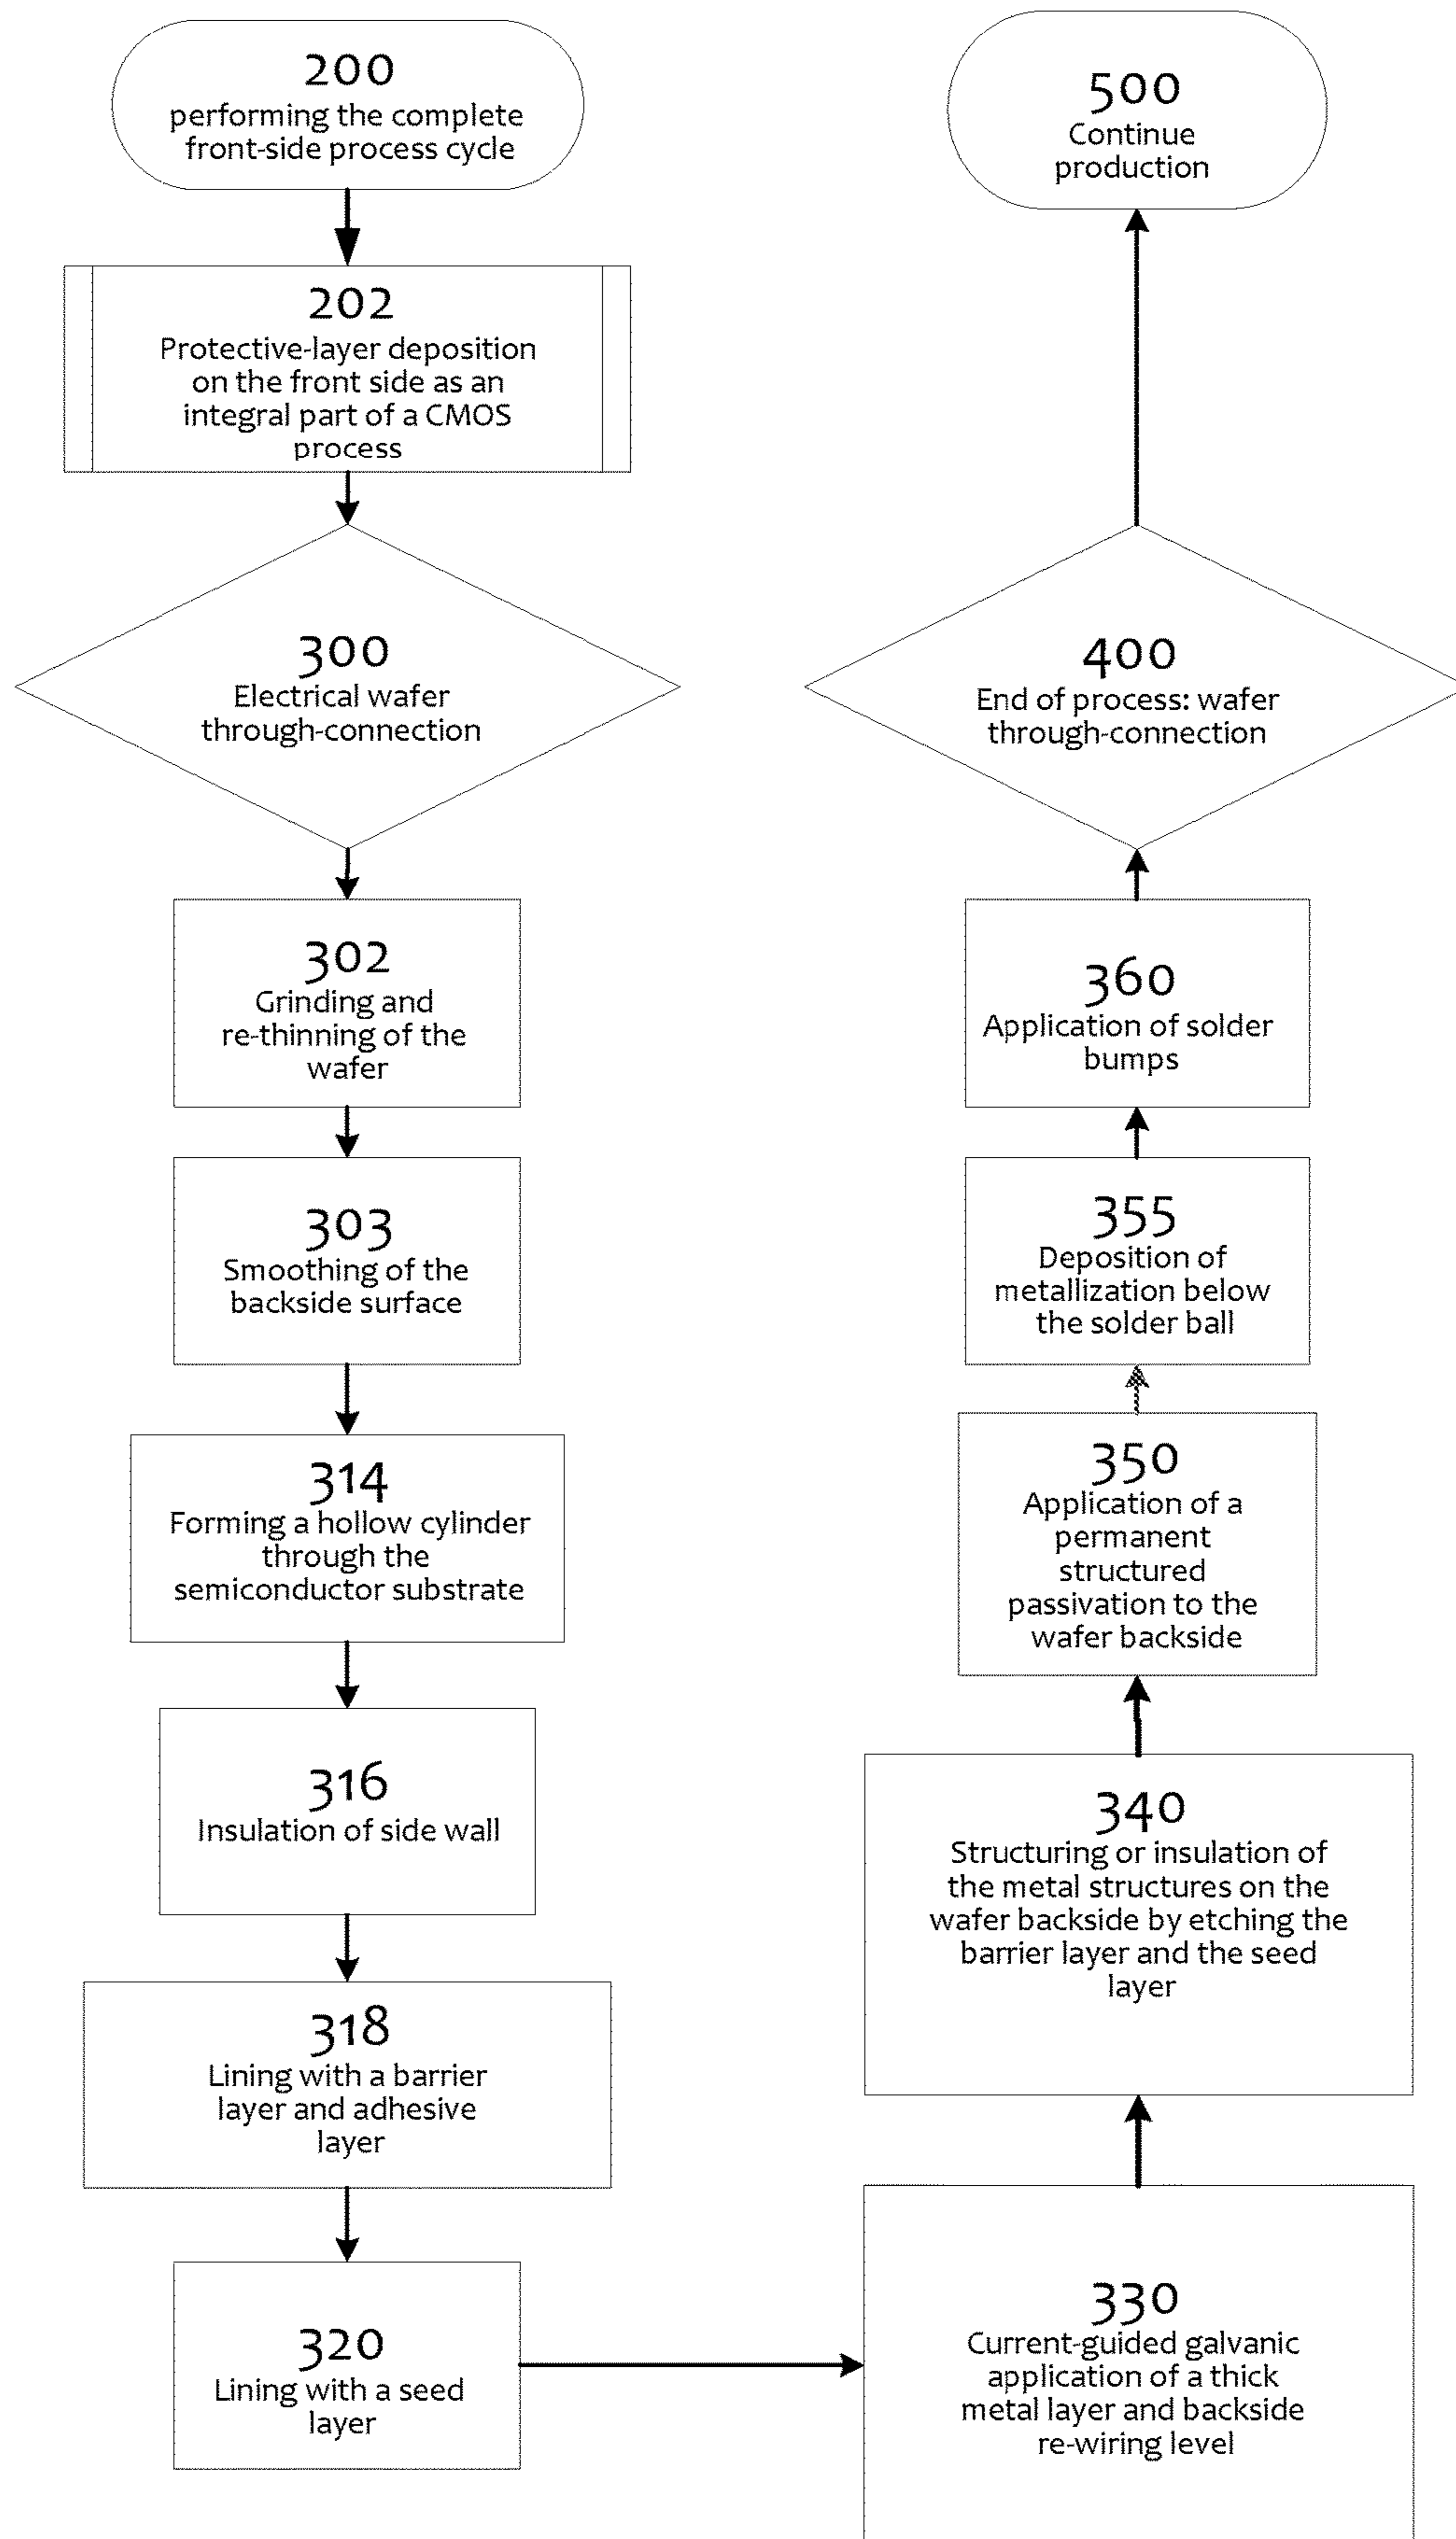 200
performing the complete
front-side process cycle
202
Protective-layer deposition
on the front side as an
integral part of a CMOS
process
300
Electrical wafer
through-connection
302
Grinding and
re-thinning of the
wafer
303
Smoothing of the
backside surface
314
Forming a hollow cylinder
through the
semiconductor substrate
316
Insulation of side wall
318
Lining with a barrier
layer and adhesive
layer
320
Lining with a seed
layer
330
Current-guided galvanic
application of a thick
metal layer and backside
re-wiring level
340
Structuring or insulation of
the metal structures on the
wafer backside by etching the
barrier layer and the seed
layer
350
Application of a
permanent
structured
passivation to the
wafer backside
355
Deposition of
metallization below
the solder ball
360
Application of solder
bumps
400
End of process: wafer
through-connection
500
Continue
production